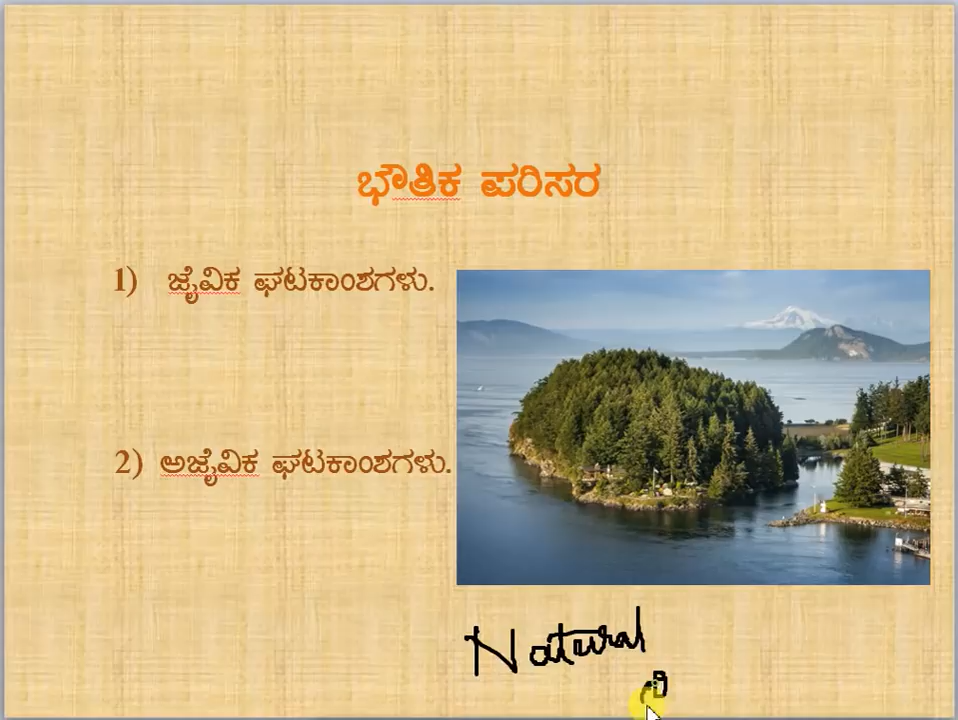 ಭೌತಿಕ ಪರಿಸರ
1) ಜೈವಿಕ ಘಟಕಾಂಶಗಳು.
2) ಅಜೈವಿಕ ಘಟಕಾಂಶಗಳು.
Natural